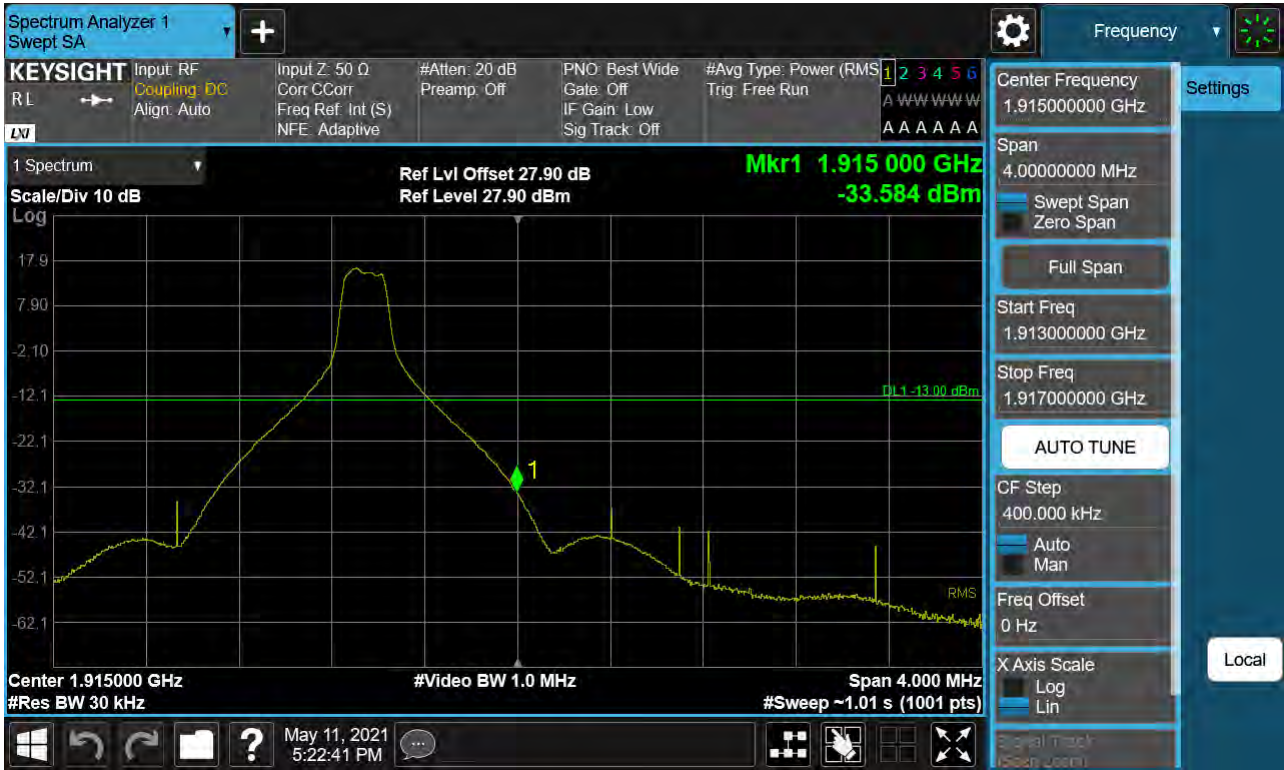 Spectrum Analyzer 1
Swept SA
+
Frequency
KEYSIGHT
RL
LXI
Input: RF
Coupling: DC
Align: Auto
Input Z: 50 Ω
Corr CCorr
Freq Ref: Int (S)
NFE: Adaptive
#Atten: 20 dB
Preamp: Off
PNO: Best Wide
Gate: Off
IF Gain: Low
Sig Track: Off
#Avg Type: Power (RMS
Trig: Free Run
1 2 3 4 5 6
A W W W W W
A A A A A A
1 Spectrum
Scale/Div 10 dB
Log
Ref Lvl Offset 27.90 dB
Ref Level 27.90 dBm
Mkr1 1.915 000 GHz
-33.584 dBm
17.9
7.90
-2.10
-12.1
-22.1
-32.1
-42.1
-52.1
-62.1
DL1 -13.00 dBm
1
RMS
Center 1.915000 GHz
#Res BW 30 kHz
#Video BW 1.0 MHz
Span 4.000 MHz
#Sweep ~1.01 s (1001 pts)
Center Frequency
1.915000000 GHz
Settings
Span
4.00000000 MHz
Swept Span
Zero Span
Full Span
Start Freq
1.913000000 GHz
Stop Freq
1.917000000 GHz
AUTO TUNE
CF Step
400.000 kHz
Auto
Man
Freq Offset
0 Hz
X Axis Scale
Log
Lin
Local
Signal Track
(Span Zoom)
?
May 11, 2021
5:22:41 PM